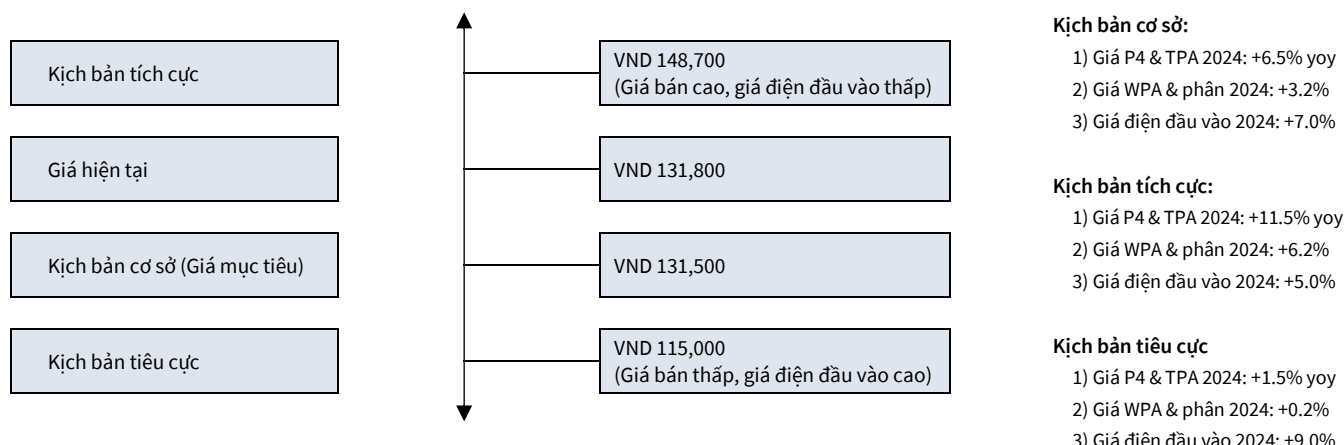 Kịch bản tích cực
VND 148,700
(Giá bán cao, giá điện đầu vào thấp)
Giá hiện tại
VND 131,800
Kịch bản cơ sở (Giá mục tiêu)
VND 131,500
Kịch bản tiêu cực
VND 115,000
(Giá bán thấp, giá điện đầu vào cao)
Kịch bản cơ sở:
1) Giá P4 & TPA 2024: +6.5% yoy
2) Giá WPA & phân 2024: +3.2%
3) Giá điện đầu vào 2024: +7.0%
Kịch bản tích cực:
1) Giá P4 & TPA 2024: +11.5% yoy
2) Giá WPA & phân 2024: +6.2%
3) Giá điện đầu vào 2024: +5.0%
Kịch bản tiêu cực
1) Giá P4 & TPA 2024: +1.5% yoy
2) Giá WPA & phân 2024: +0.2%
3) Giá điện đầu vào 2024: +9.0%